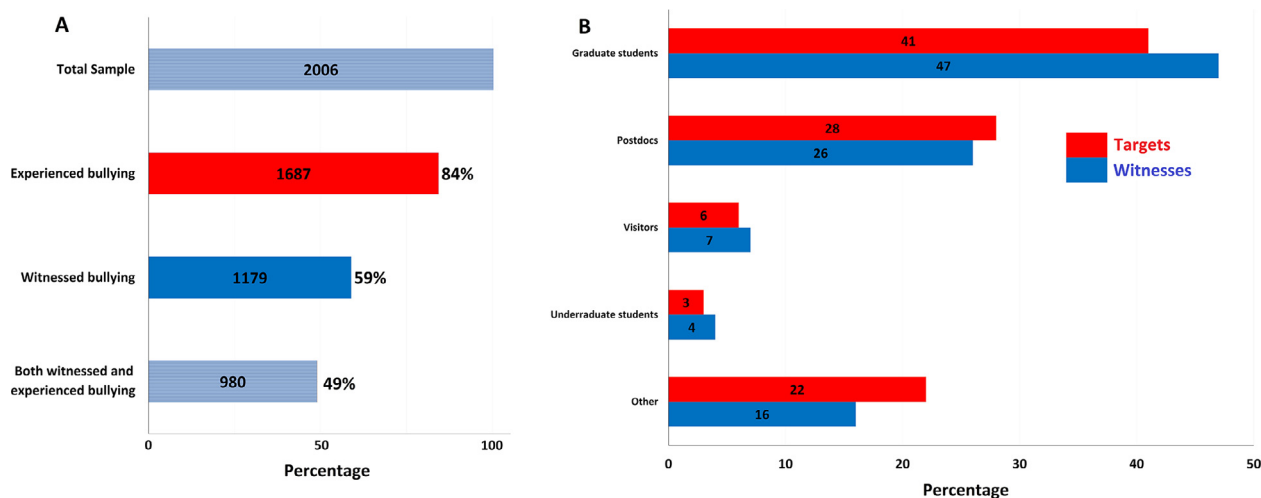 A
Total Sample
2006
Experienced bullying
1687
84%
Witnessed bullying
1179
59%
Both witnessed and
experienced bullying
980
49%
0
50
100
Percentage
B
Graduate students
41
47
Postdocs
28
26
Visitors
6
7
Underraduate students
3
4
Other
22
16
Targets
Witnesses
0
10
20
30
40
50
Percentage